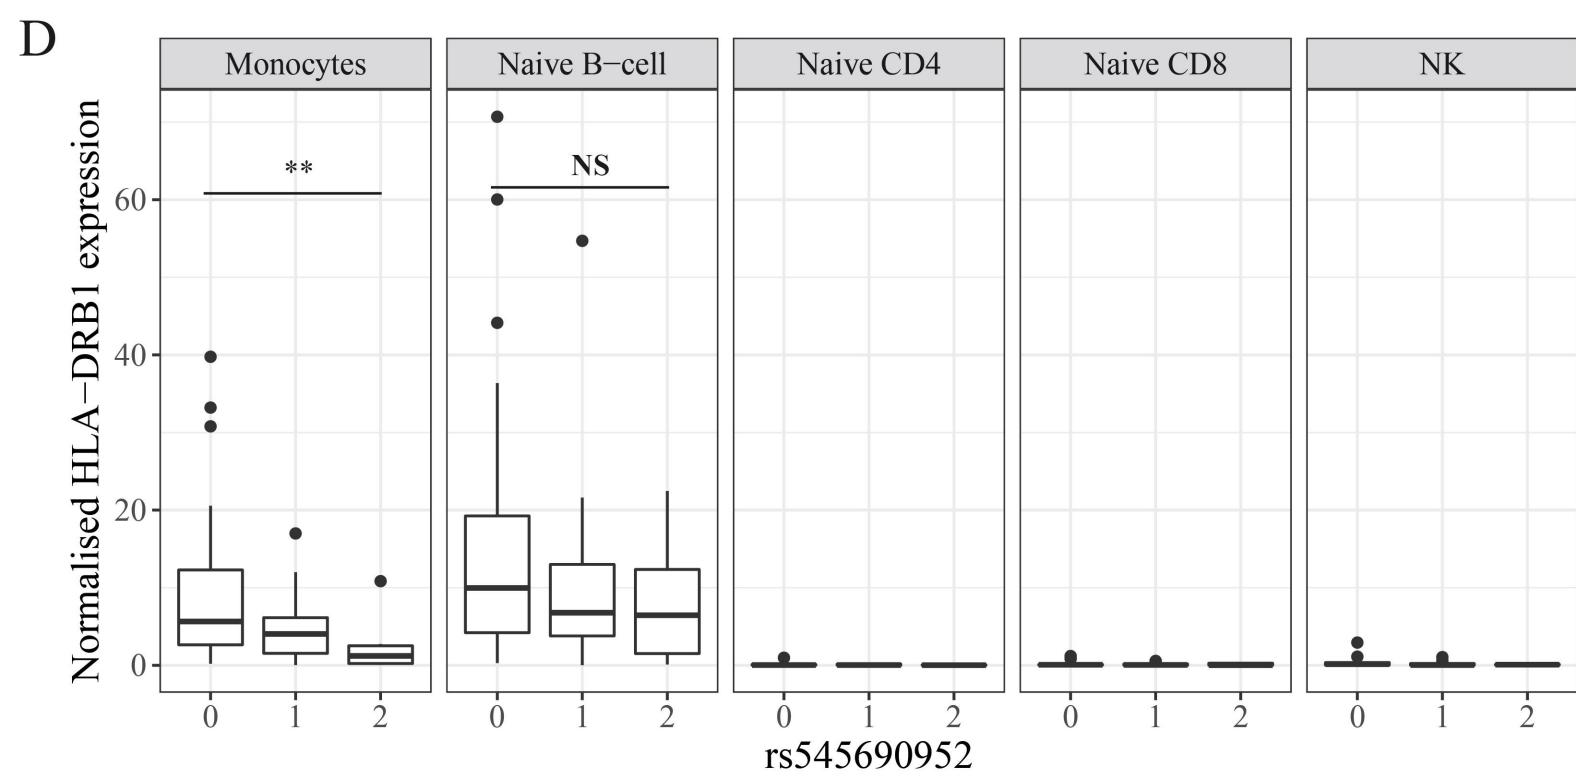 D
Monocytes
Naive B−cell
Naive CD4
Naive CD8
NK
Normalised HLA−DRB1 expression
**
NS
60
40
20
0
0 1 2
0 1 2
0 1 2
0 1 2
0 1 2
rs545690952